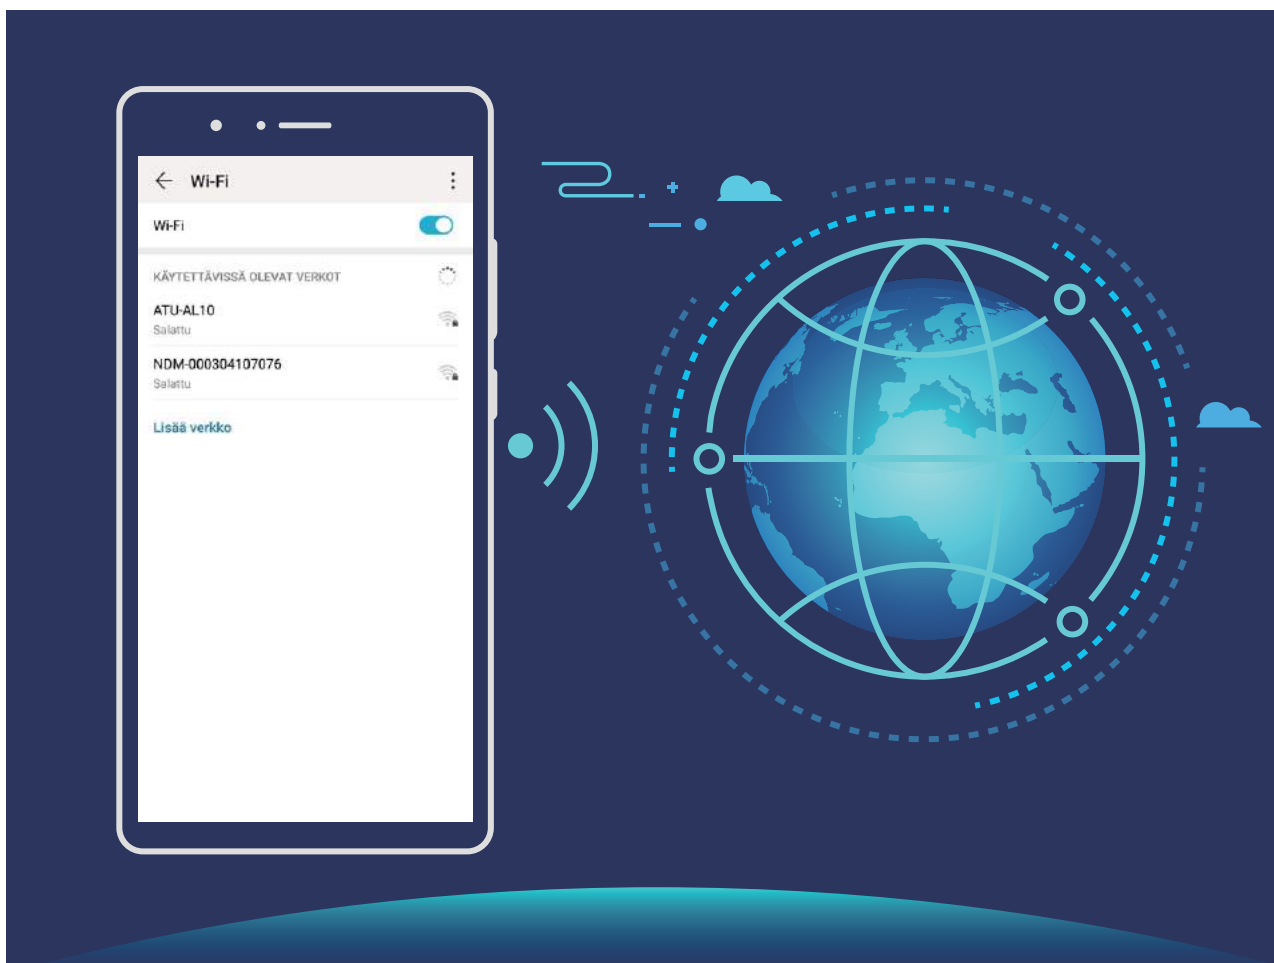 Wi-Fi
Wi-Fi
KÄYTETTÄVISSÄ OLEVAT VERKOT
ATU-AL10
Salattu
NDM-000304107076
Salattu
Lisää verkko